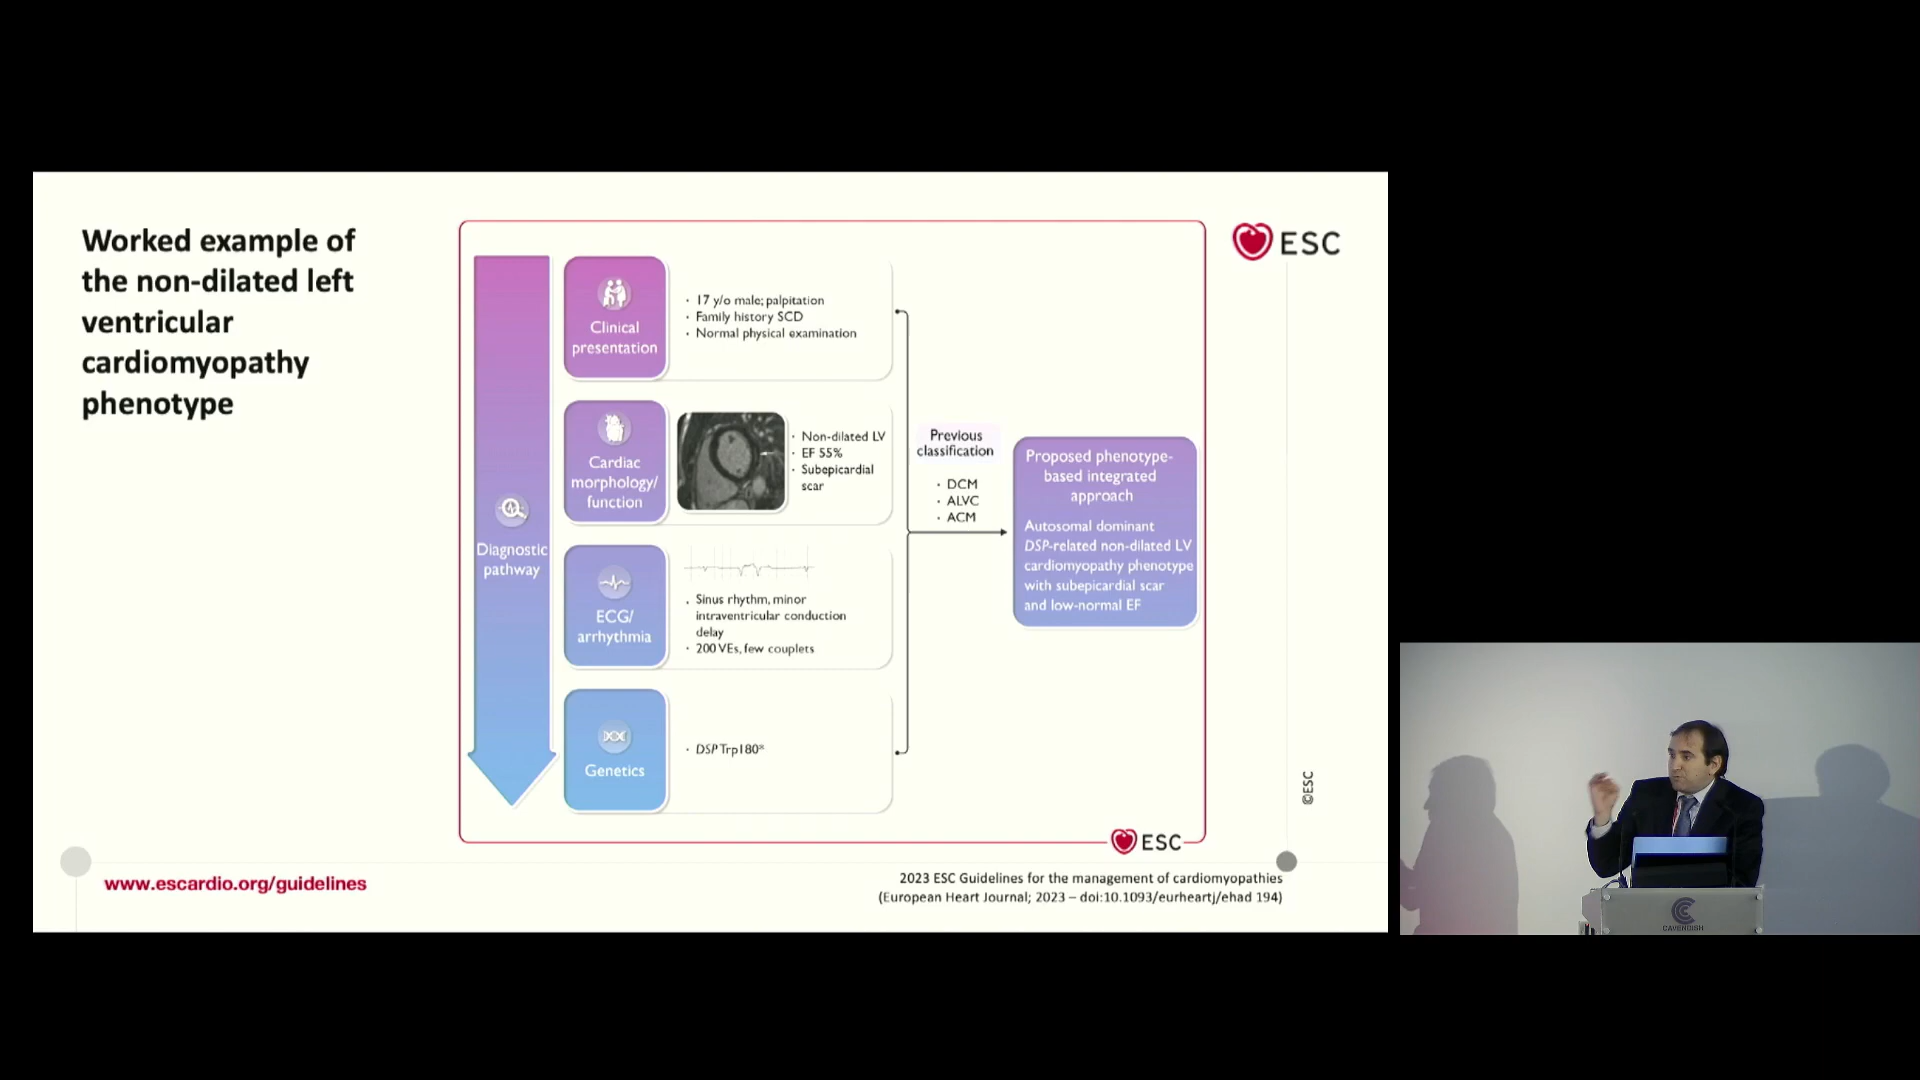 Worked example of
the non-dilated left
ventricular
cardiomyopathy
phenotype
ESC
Diagnostic
pathway
Clinical
presentation
· 17 y/o male; palpitation
· Family history SCD
· Normal physical examination
Cardiac
morphology/
function
· Non-dilated LV
· EF 55%
· Subepicardial
scar
ECG/
arrhythmia
· Sinus rhythm, minor
intraventricular conduction
delay
· 200 VEs, few couplets
Genetics
· DSP Trp180*
Previous
classification
· DCM
· ALVC
· ACM
Proposed phenotype-
based integrated
approach
Autosomal dominant
DSP-related non-dilated LV
cardiomyopathy phenotype
with subepicardial scar
and low-normal EF
ESC
©ESC
www.escardio.org/guidelines
2023 ESC Guidelines for the management of cardiomyopathies
(European Heart Journal; 2023 – doi:10.1093/eurheartj/ehad 194)
CAVENDISH